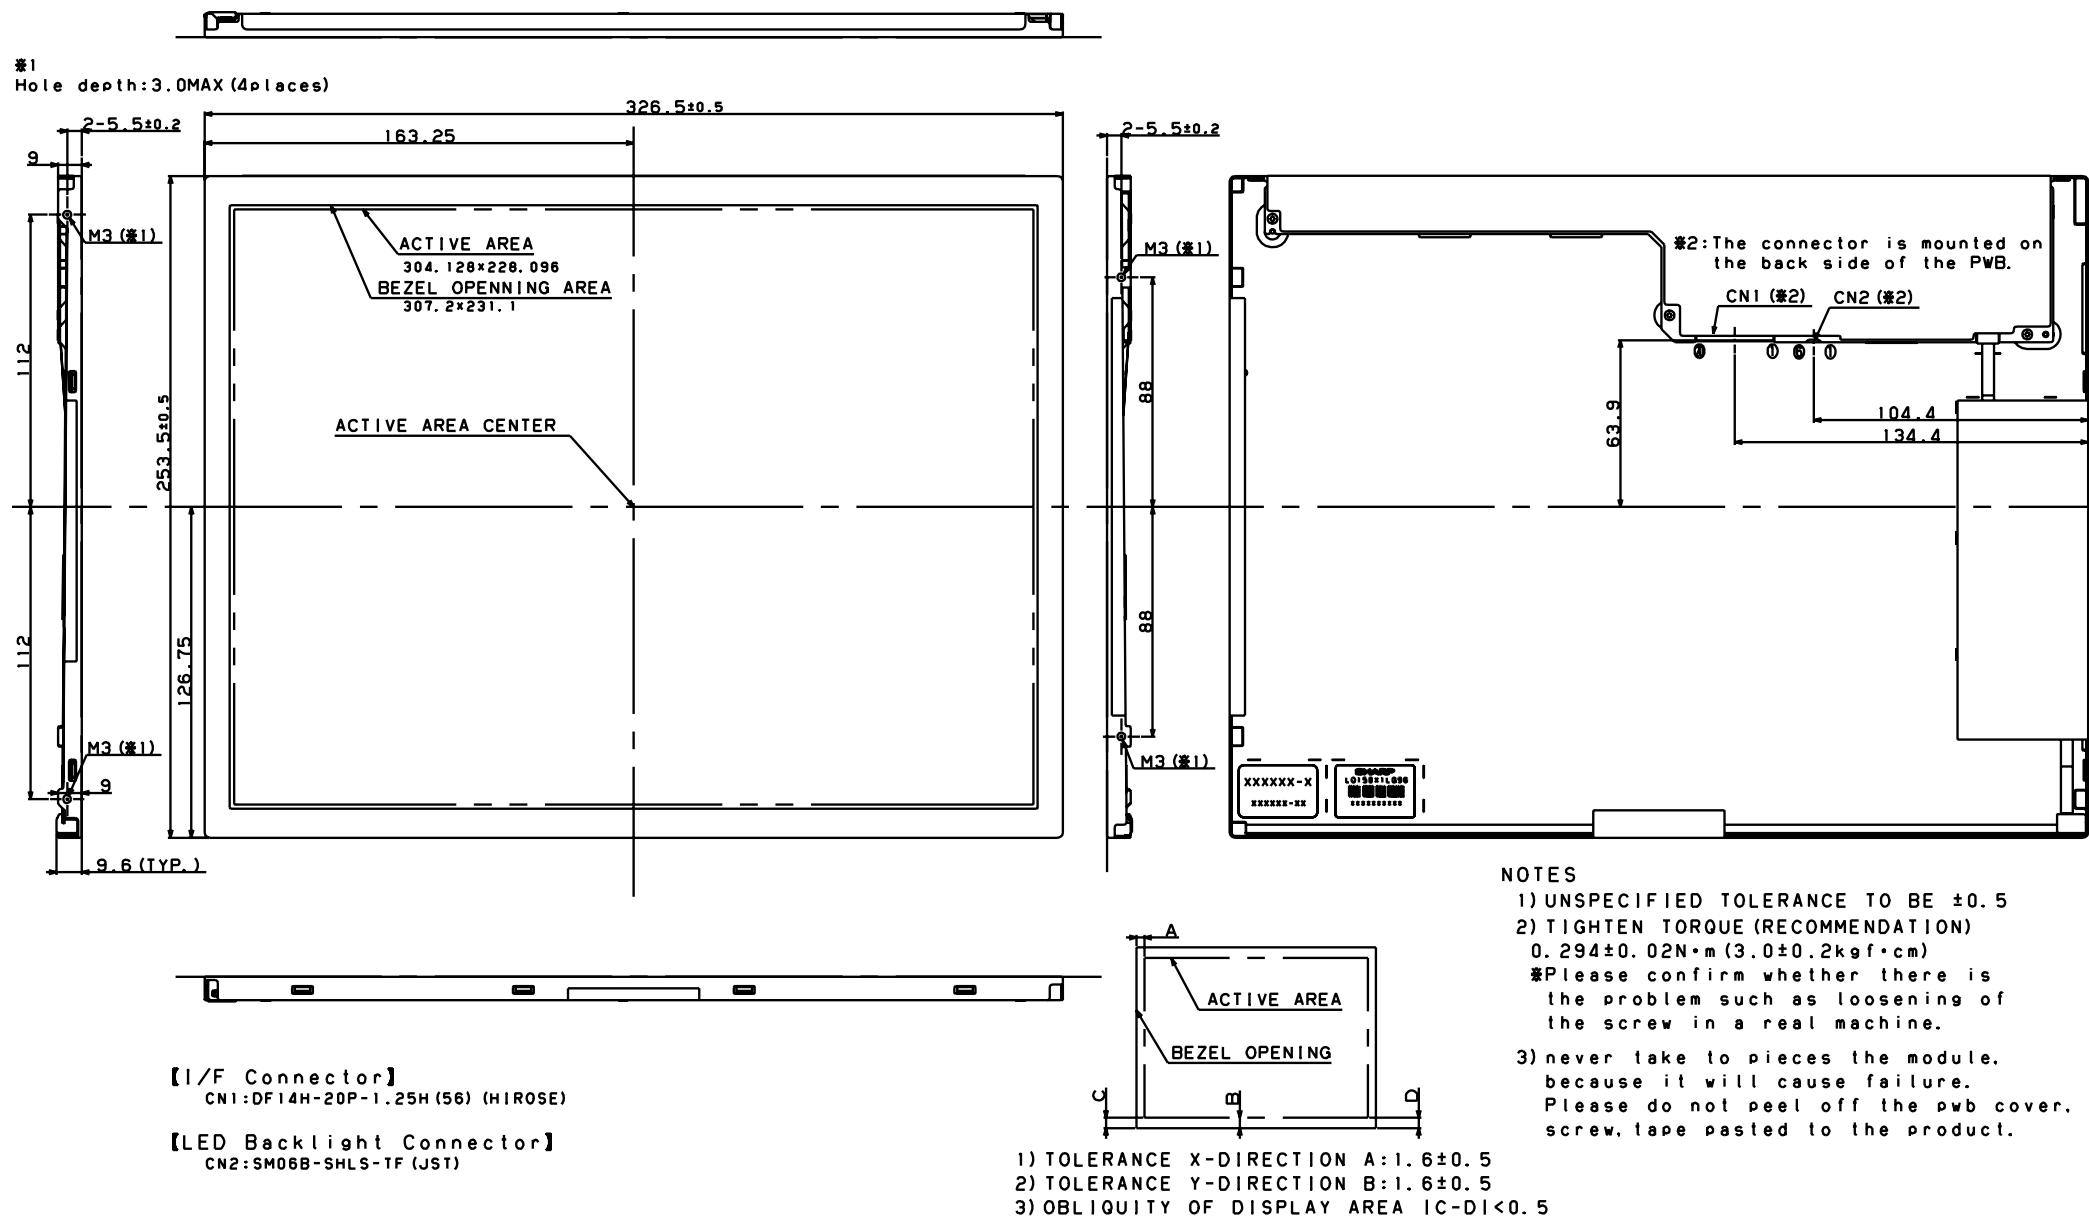 ※1
Hole depth:3.0MAX(4places)
326.5±0.5
2-5.5±0.2
163.25
2-5.5±0.2
9
M3(※1)
ACTIVE AREA
304.128×228.096
BEZEL OPENNING AREA
307.2×231.1
M3(※1)
※2:The connector is mounted on
the back side of the PWB.
CN1(※2)
CN2(※2)
1
6
1
112
253.5±0.5
ACTIVE AREA CENTER
88
63.9
104.4
134.4
112
126.75
88
M3(※1)
9
M3(※1)
XXXXXX-X
XXXXXX-XX
SHARP
9.6(TYP.)
NOTES
1)UNSPECIFIED TOLERANCE TO BE ±0.5
2)TIGHTEN TORQUE(RECOMMENDATION)
0.294±0.02N・m(3.0±0.2kgf・cm)
※Please confirm whether there is
the problem such as loosening of
the screw in a real machine.
3)never take to pieces the module.
because it will cause failure.
Please do not peel off the pwb cover,
screw,tape pasted to the product.
A
ACTIVE AREA
BEZEL OPENING
C
B
D
【I/F Connector】
CN1:DF14H-20P-1.25H(56) (HIROSE)
【LED Backlight Connector】
CN2:SM06B-SHLS-TF(JST)
1)TOLERANCE X-DIRECTION A:1.6±0.5
2)TOLERANCE Y-DIRECTION B:1.6±0.5
3)OBLIQUITY OF DISPLAY AREA |C-D|<0.5